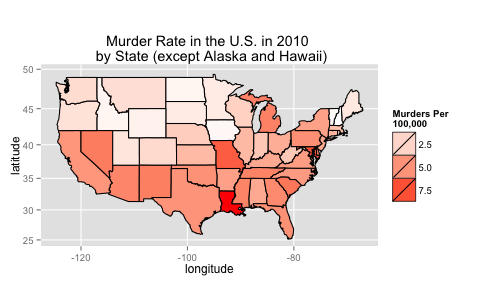 Murder Rate in the U.S. in 2010
by State (except Alaska and Hawaii)
50
45
40
35
30
25
latitude
-120
-100
-80
longitude
Murders Per
100,000
2.5
5.0
7.5